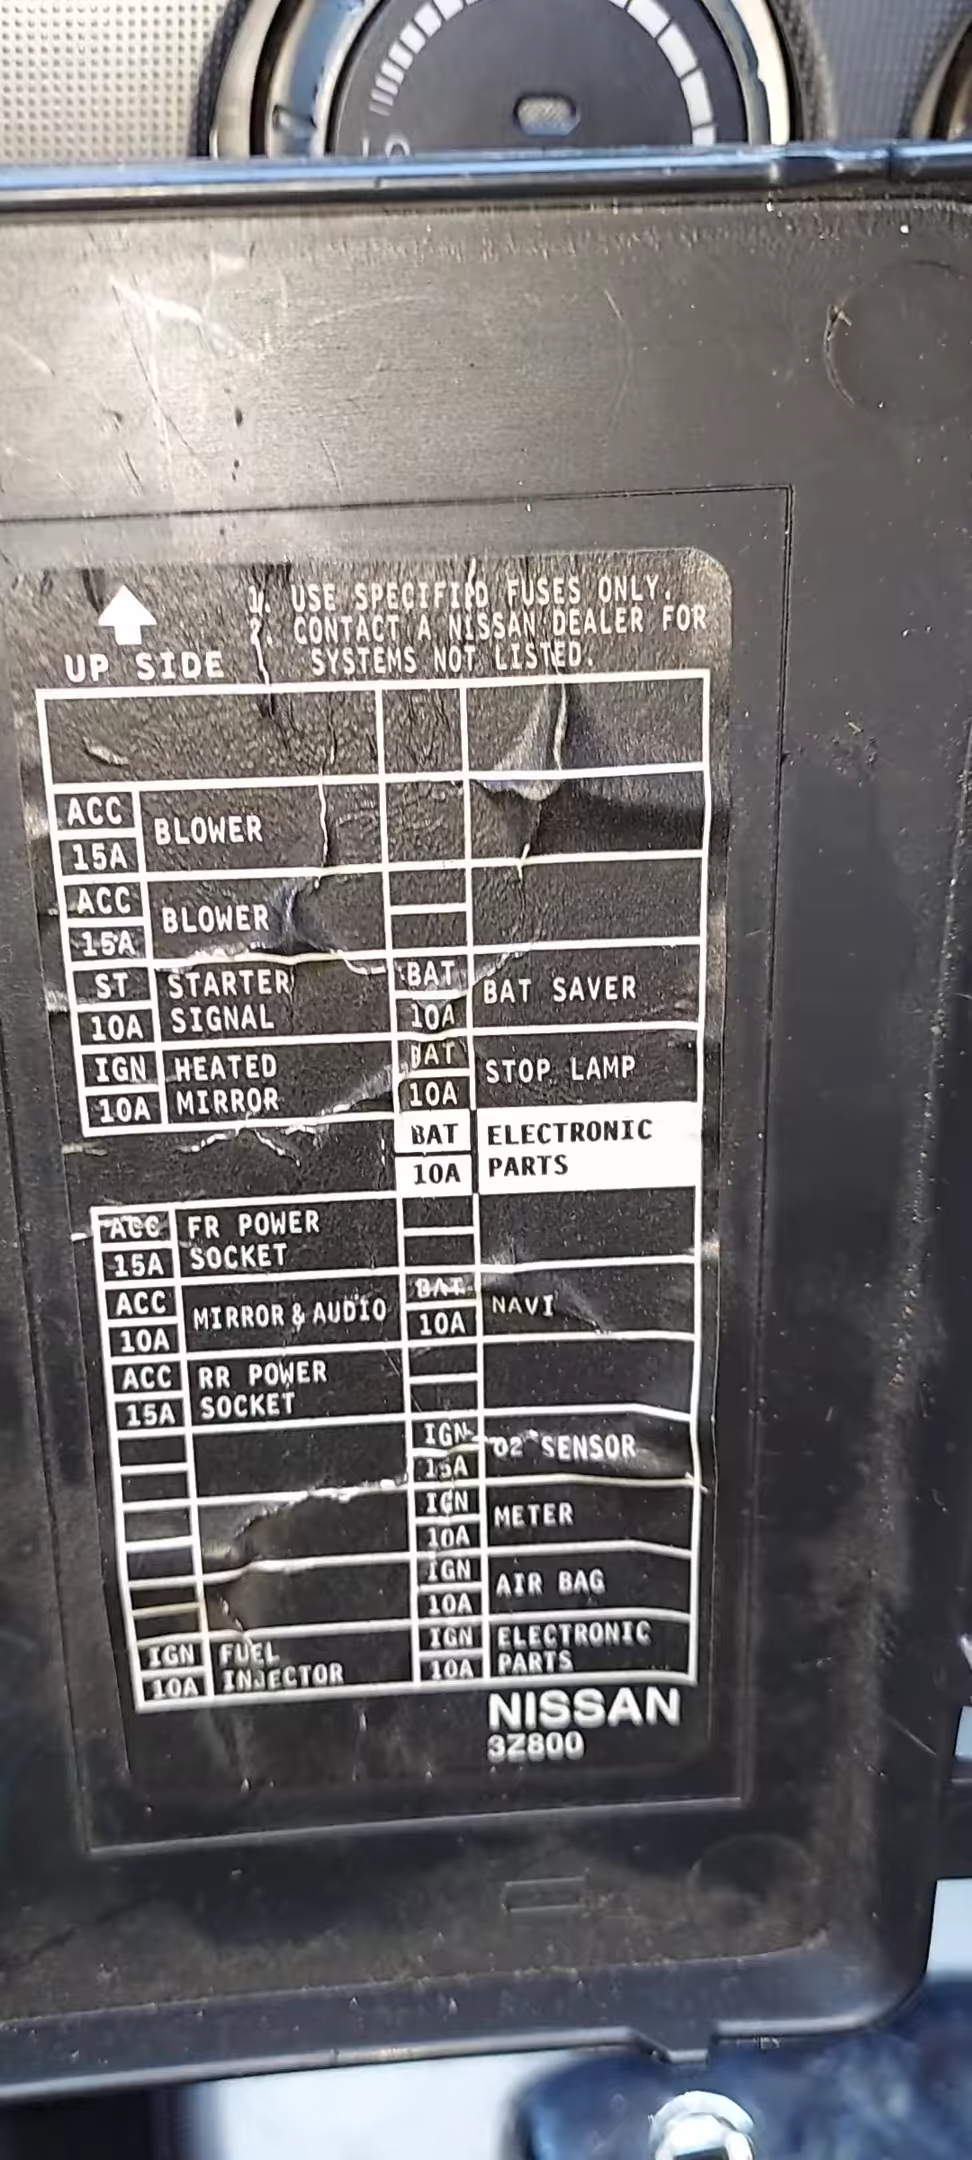 1. USE SPECIFIED FUSES ONLY.
2. CONTACT A NISSAN DEALER FOR
SYSTEMS NOT LISTED.
UP SIDE
ACC
15A
BLOWER
ACC
15A
BLOWER
ST
10A
STARTER
SIGNAL
BAT
10A
BAT SAVER
IGN
10A
HEATED
MIRROR
BAT
10A
STOP LAMP
BAT
10A
ELECTRONIC
PARTS
ACC
15A
FR POWER
SOCKET
ACC
10A
MIRROR & AUDIO
BAT
10A
NAVI
ACC
15A
RR POWER
SOCKET
IGN
15A
O2 SENSOR
IGN
10A
METER
IGN
10A
AIR BAG
IGN
10A
FUEL
INJECTOR
IGN
10A
ELECTRONIC
PARTS
NISSAN
3Z800